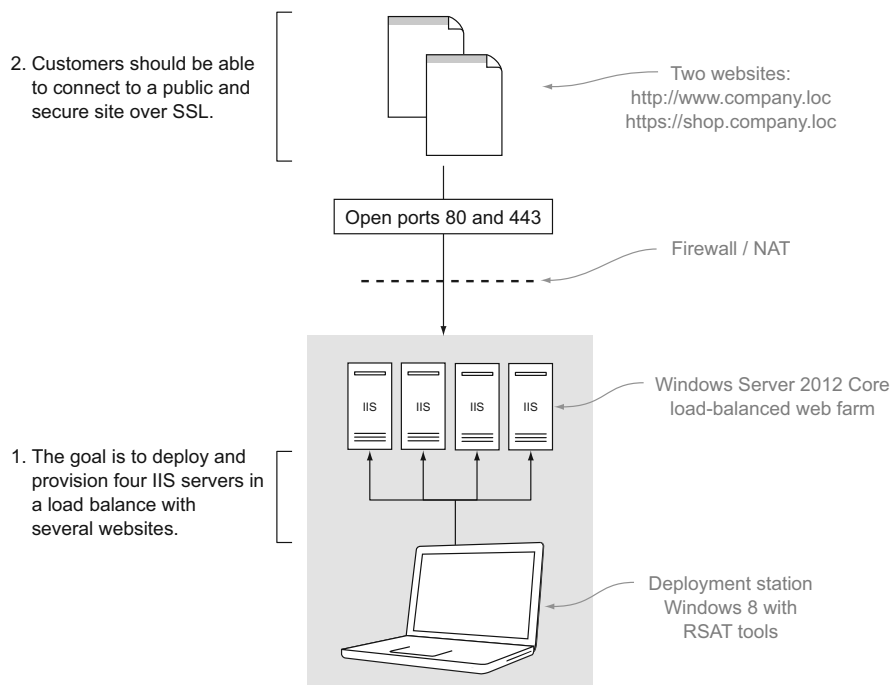 2. Customers should be able
to connect to a public and
secure site over SSL.
Two websites:
http://www.company.loc
https://shop.company.loc
Open ports 80 and 443
Firewall / NAT
IIS
IIS
IIS
IIS
Windows Server 2012 Core
load-balanced web farm
1. The goal is to deploy and
provision four IIS servers in
a load balance with
several websites.
Deployment station
Windows 8 with
RSAT tools